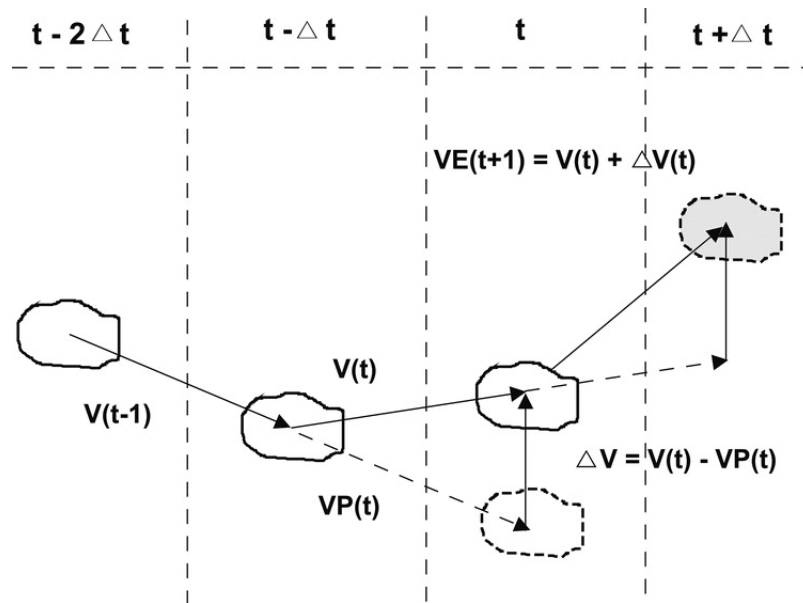 t - 2 △ t
t - △ t
t
t + △ t
VE(t+1) = V(t) + △V(t)
V(t)
V(t-1)
△V = V(t) - VP(t)
VP(t)